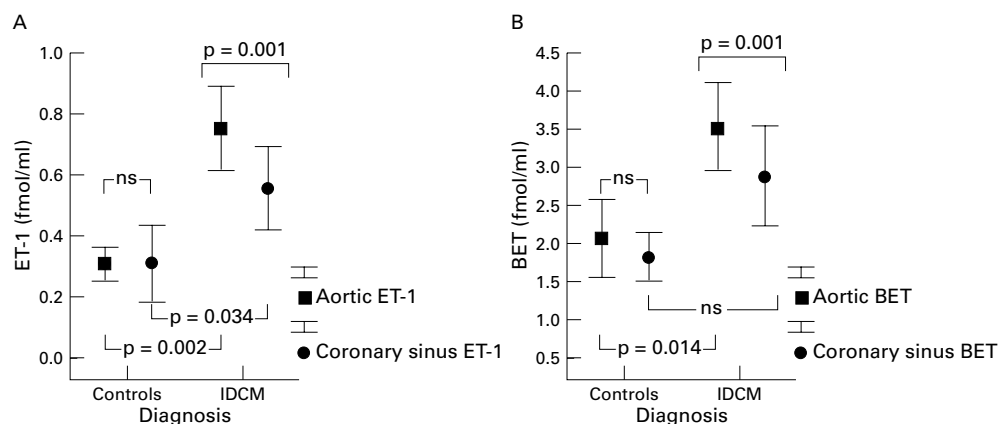 A
p = 0.001
1.0
0.8
0.6
0.4
0.2
0.0
ET-1 (fmol/ml)
ns
p = 0.034
p = 0.002
Aortic ET-1
Coronary sinus ET-1
Controls
IDCM
Diagnosis
B
p = 0.001
4.5
4.0
3.5
3.0
2.5
2.0
1.5
1.0
0.5
BET (fmol/ml)
ns
ns
p = 0.014
Aortic BET
Coronary sinus BET
Controls
IDCM
Diagnosis